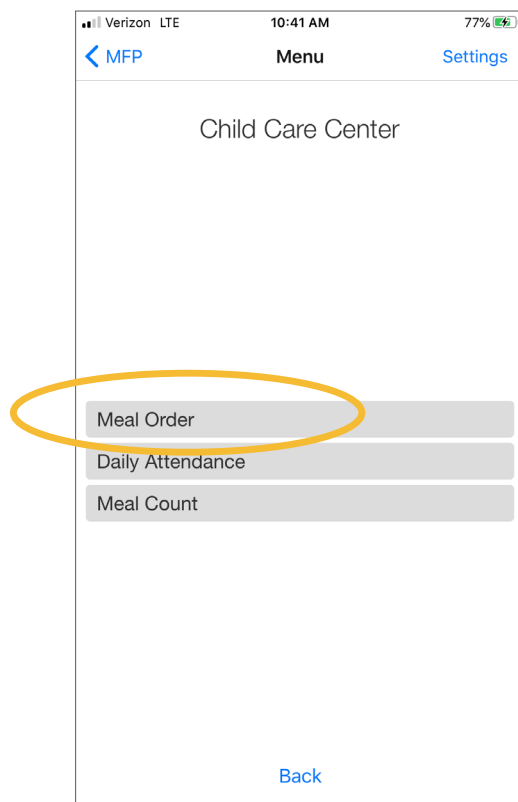 Verizon LTE 10:41 AM 77%
MFP Menu Settings
Child Care Center
Meal Order
Daily Attendance
Meal Count
Back